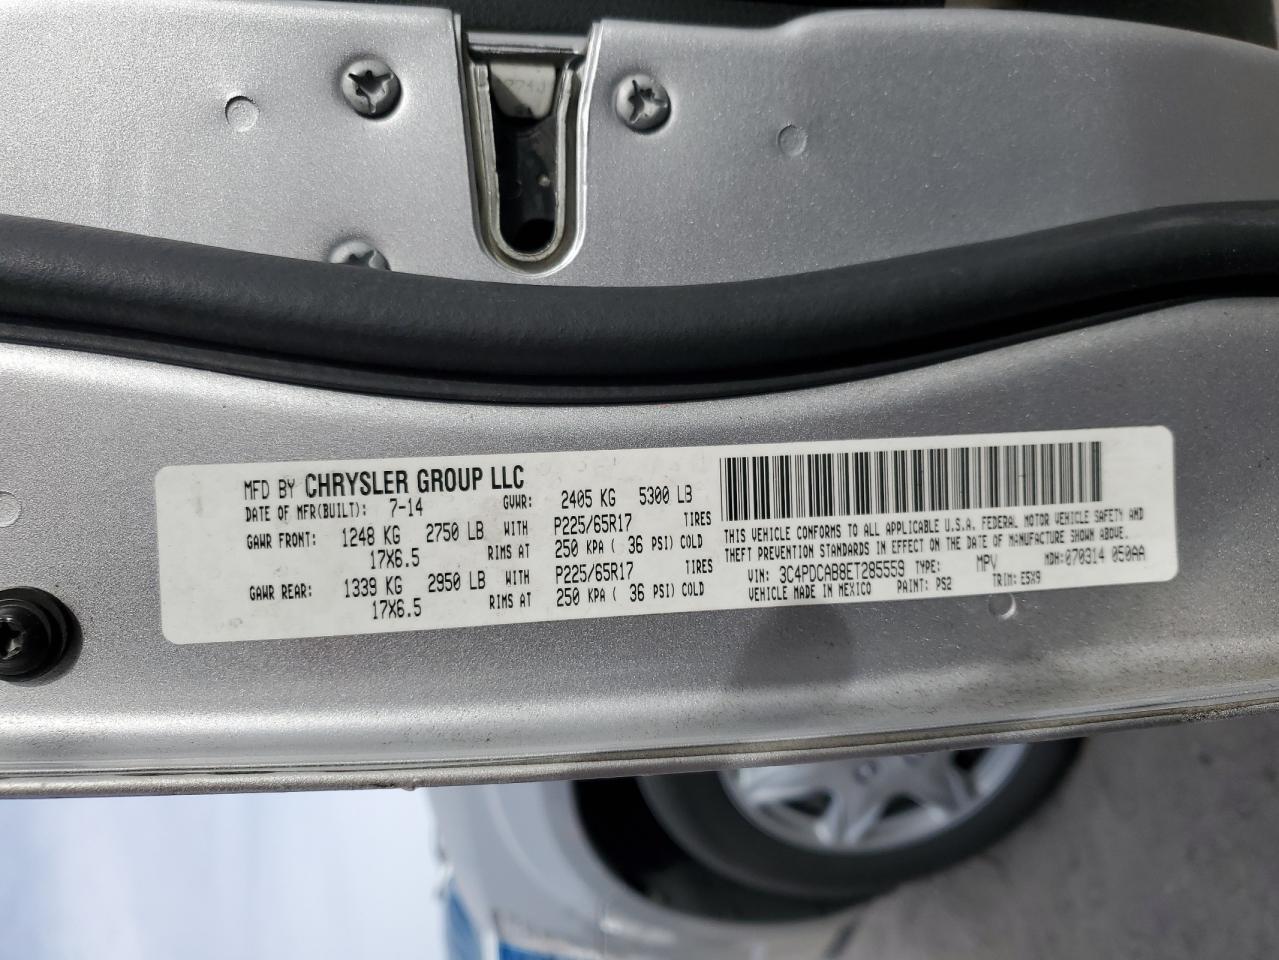 MFD BY CHRYSLER GROUP LLC
DATE OF MFR(BUILT): 7-14 GVWR: 2405 KG 5300 LB
GAWR FRONT: 1248 KG 2750 LB WITH P225/65R17 TIRES
17X6.5 RIMS AT 250 KPA ( 36 PSI) COLD
GAWR REAR: 1339 KG 2950 LB WITH P225/65R17 TIRES
17X6.5 RIMS AT 250 KPA ( 36 PSI) COLD
THIS VEHICLE CONFORMS TO ALL APPLICABLE U.S.A. FEDERAL MOTOR VEHICLE SAFETY AND
THEFT PREVENTION STANDARDS IN EFFECT ON THE DATE OF MANUFACTURE SHOWN ABOVE.
VIN: 3C4PDCAB8ET285559 TYPE: MPV MDH: 070314 050AA
VEHICLE MADE IN MEXICO PAINT: PS2 TRIM: E5X9